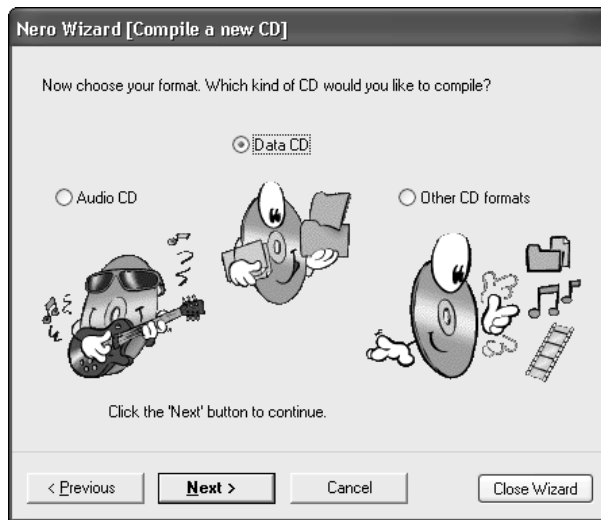 Nero Wizard [Compile a new CD]
Now choose your format. Which kind of CD would you like to compile?
Data CD
Audio CD
Other CD formats
Click the 'Next' button to continue.
< Previous
Next >
Cancel
Close Wizard